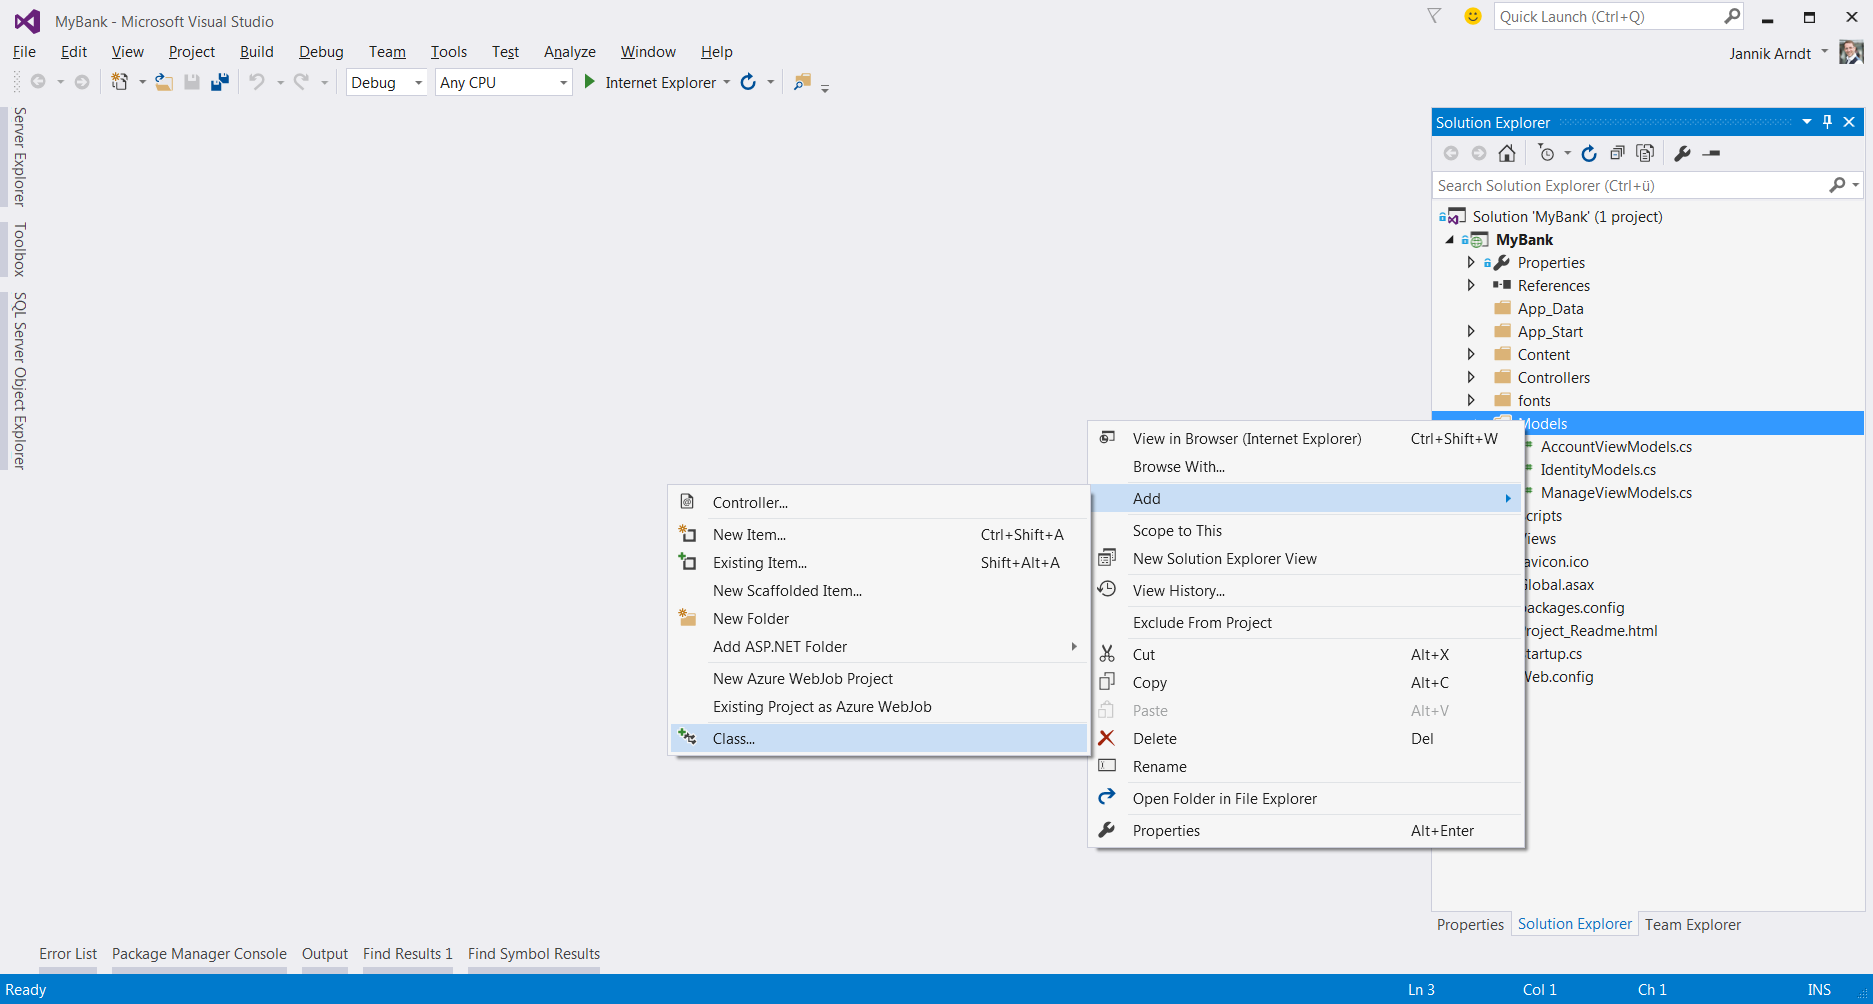 MyBank - Microsoft Visual Studio
Quick Launch (Ctrl+Q)
File Edit View Project Build Debug Team Tools Test Analyze Window Help
Jannik Arndt
Debug Any CPU Internet Explorer
Server Explorer
Toolbox
SQL Server Object Explorer
Solution Explorer
Search Solution Explorer (Ctrl+ü)
Solution 'MyBank' (1 project)
MyBank
Properties
References
App_Data
App_Start
Content
Controllers
fonts
Models
AccountViewModels.cs
IdentityModels.cs
ManageViewModels.cs
cripts
iews
avicon.ico
lobal.asax
ackages.config
roject_Readme.html
tartup.cs
Web.config
View in Browser (Internet Explorer) Ctrl+Shift+W
Browse With...
Add
Scope to This
New Solution Explorer View
View History...
Exclude From Project
Cut Alt+X
Copy Alt+C
Paste Alt+V
Delete Del
Rename
Open Folder in File Explorer
Properties Alt+Enter
Controller...
New Item... Ctrl+Shift+A
Existing Item... Shift+Alt+A
New Scaffolded Item...
New Folder
Add ASP.NET Folder
New Azure WebJob Project
Existing Project as Azure WebJob
Class...
Properties Solution Explorer Team Explorer
Error List Package Manager Console Output Find Results 1 Find Symbol Results
Ready Ln 3 Col 1 Ch 1 INS